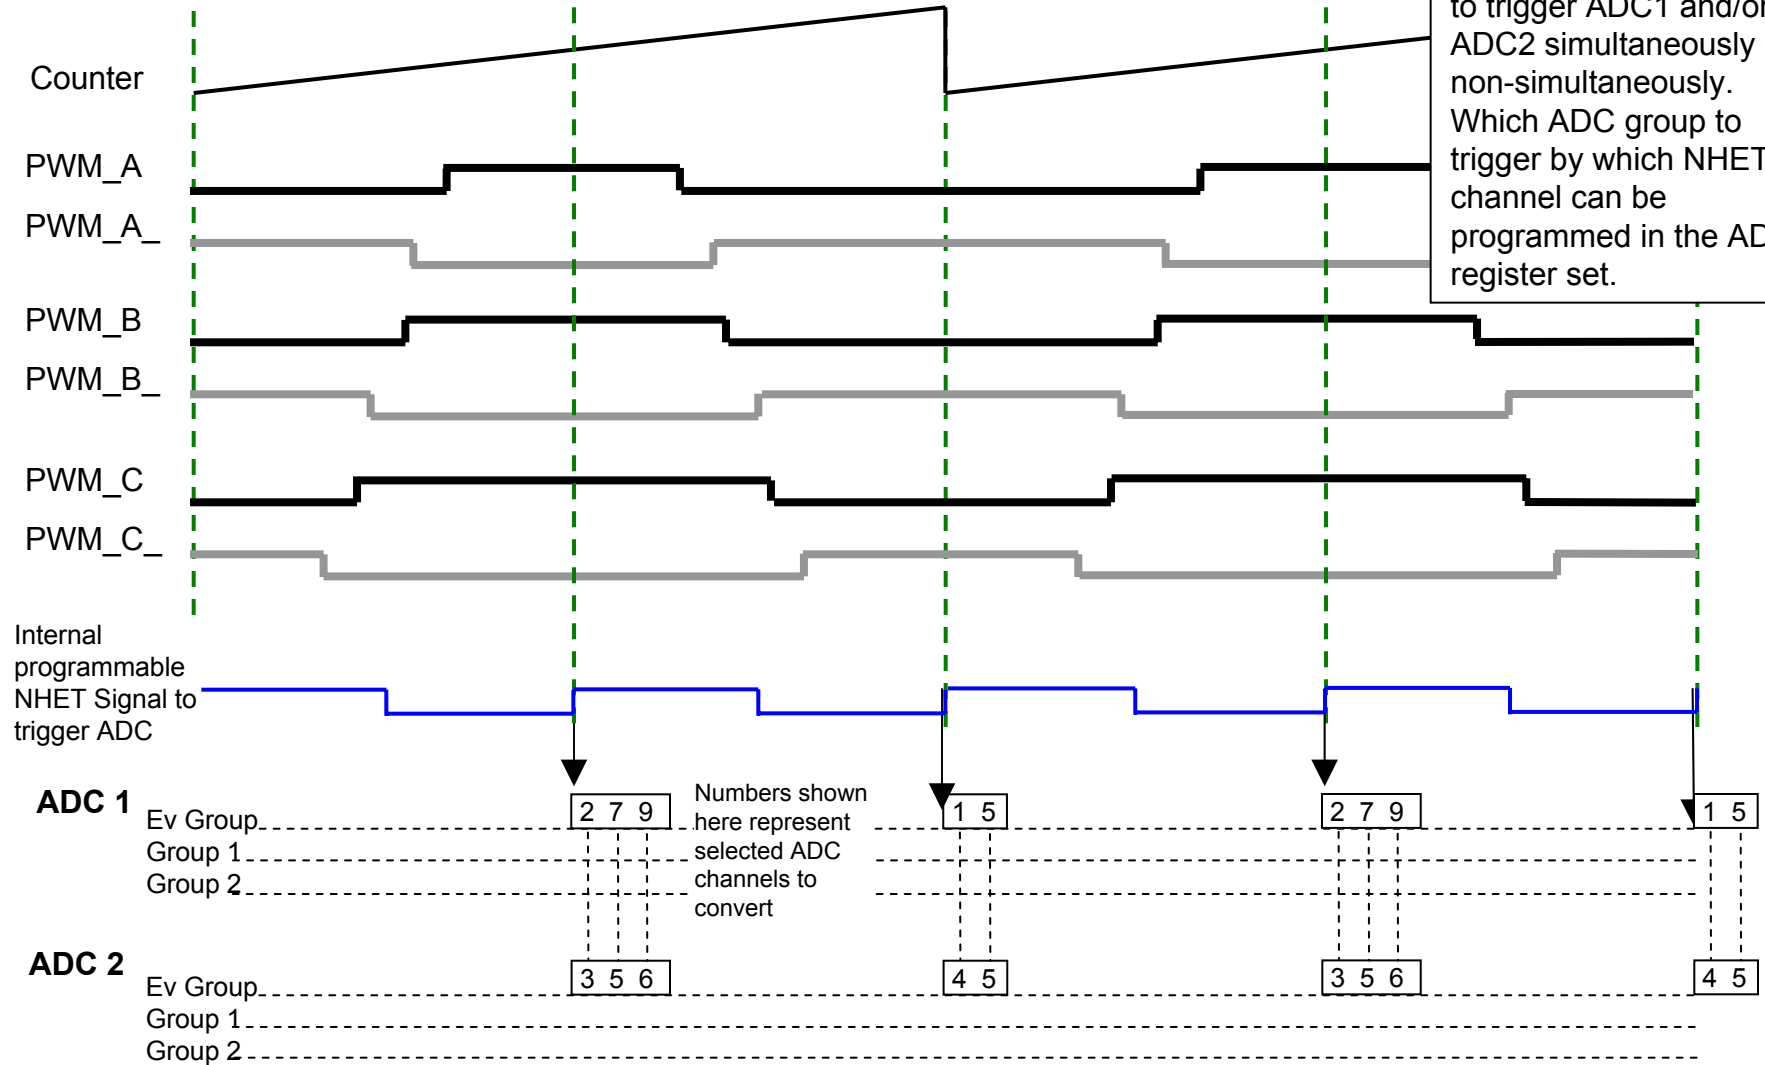 to trigger ADC1 and/or
ADC2 simultaneously
non-simultaneously.
Which ADC group to
trigger by which NHET
channel can be
programmed in the AD
register set.
Counter
PWM_A
PWM_A_
PWM_B
PWM_B_
PWM_C
PWM_C_
Internal
programmable
NHET Signal to
trigger ADC
ADC 1
Ev Group
Group 1
Group 2
2 7 9
Numbers shown
here represent
selected ADC
channels to
convert
1 5
2 7 9
1 5
ADC 2
Ev Group
Group 1
Group 2
3 5 6
4 5
3 5 6
4 5